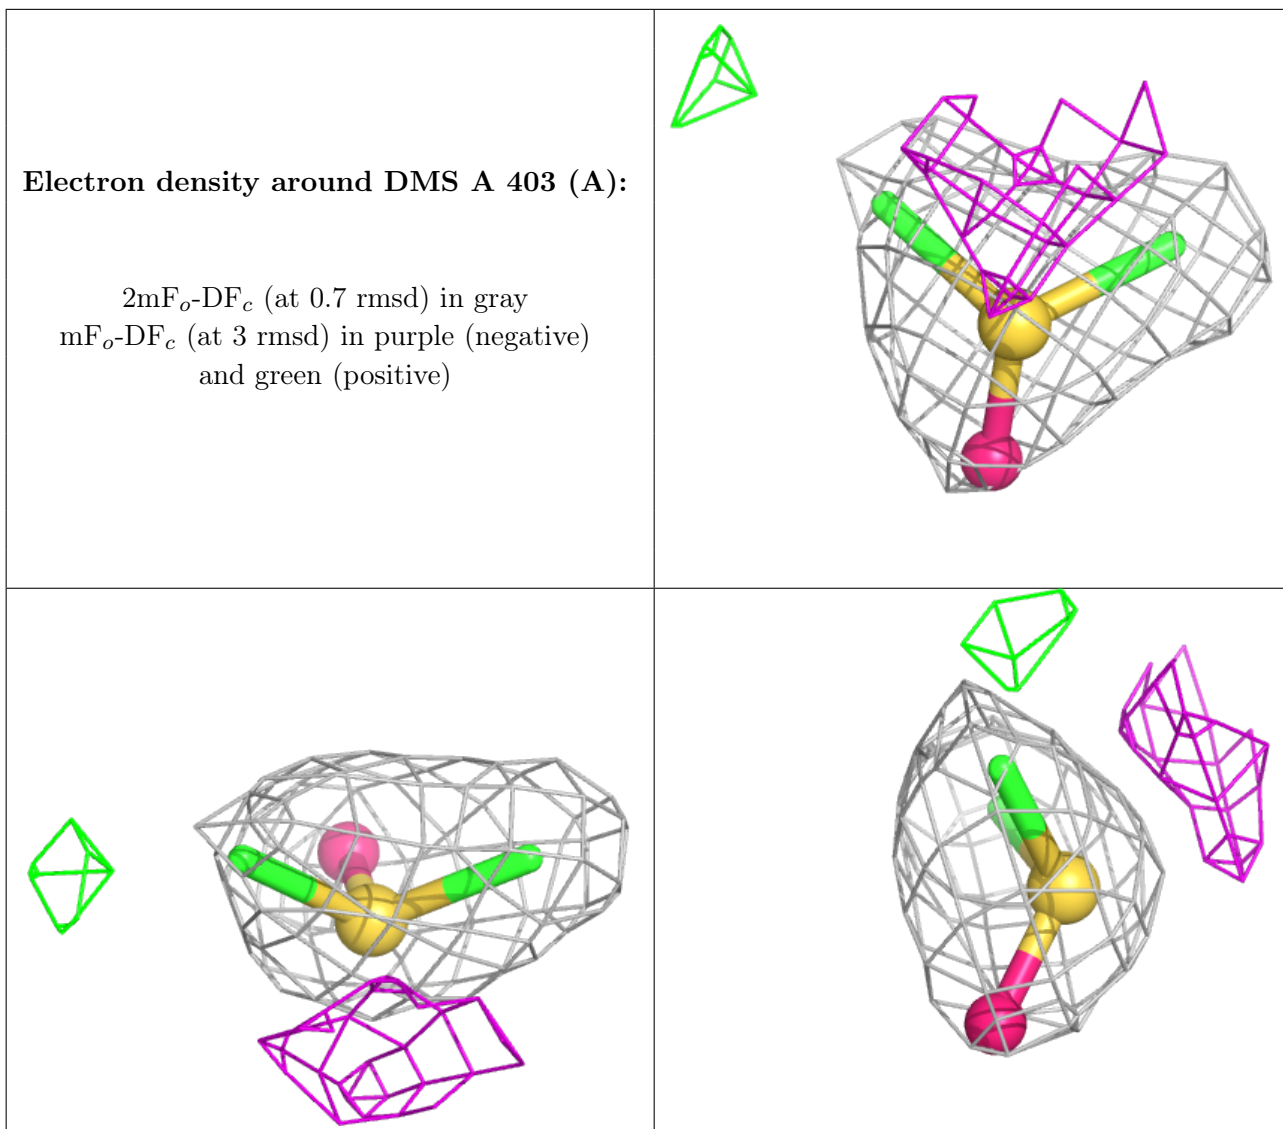 Electron density around DMS A 403 (A):
2mFo-DFc (at 0.7 rmsd) in gray
mFo-DFc (at 3 rmsd) in purple (negative)
and green (positive)